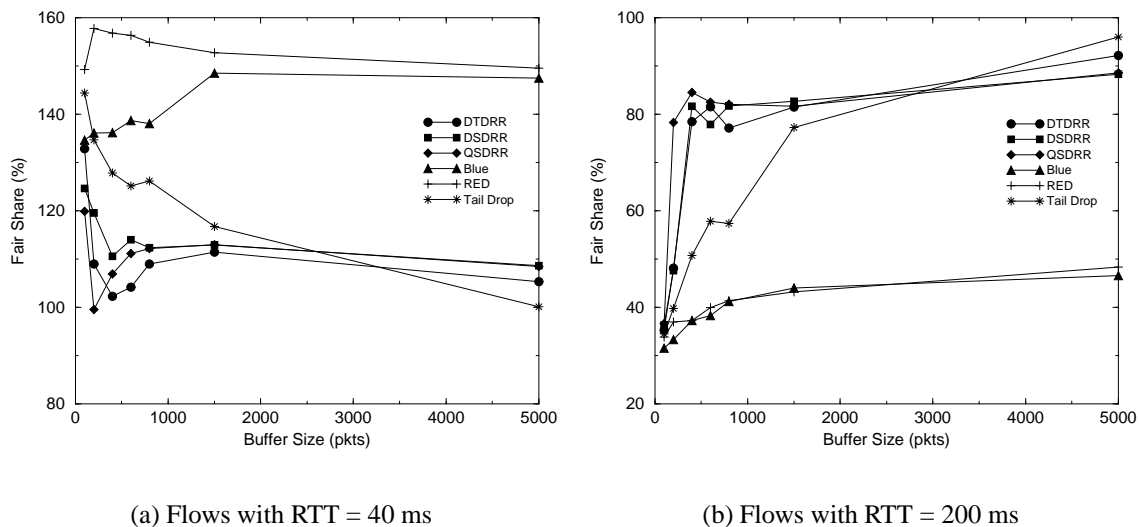 160
140
120
100
80
Fair Share (%)
0 1000 2000 3000 4000 5000
Buffer Size (pkts)
DTDRR
DSDRR
QSDRR
Blue
RED
Tail Drop
(a) Flows with RTT = 40 ms
100
80
60
40
20
Fair Share (%)
0 1000 2000 3000 4000 5000
Buffer Size (pkts)
DTDRR
DSDRR
QSDRR
Blue
RED
Tail Drop
(b) Flows with RTT = 200 ms